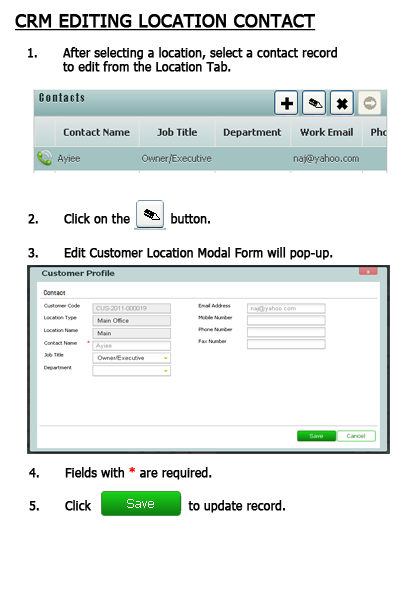 CRM EDITING LOCATION CONTACT
1. After selecting a location, select a contact record
to edit from the Location Tab.
Contacts
Contact Name Job Title Department Work Email Pho
Ayiee Owner/Executive naj@yahoo.com
2. Click on the button.
3. Edit Customer Location Modal Form will pop-up.
Customer Profile
x
Contact
Customer Code CUS-2011-000019 Email Address naj@yahoo.com
Location Type Main Office Mobile Number
Location Name Main Phone Number
Contact Name * Ayiee Fax Number
Job Title Owner/Executive
Department
Save Cancel
4. Fields with * are required.
5. Click Save to update record.